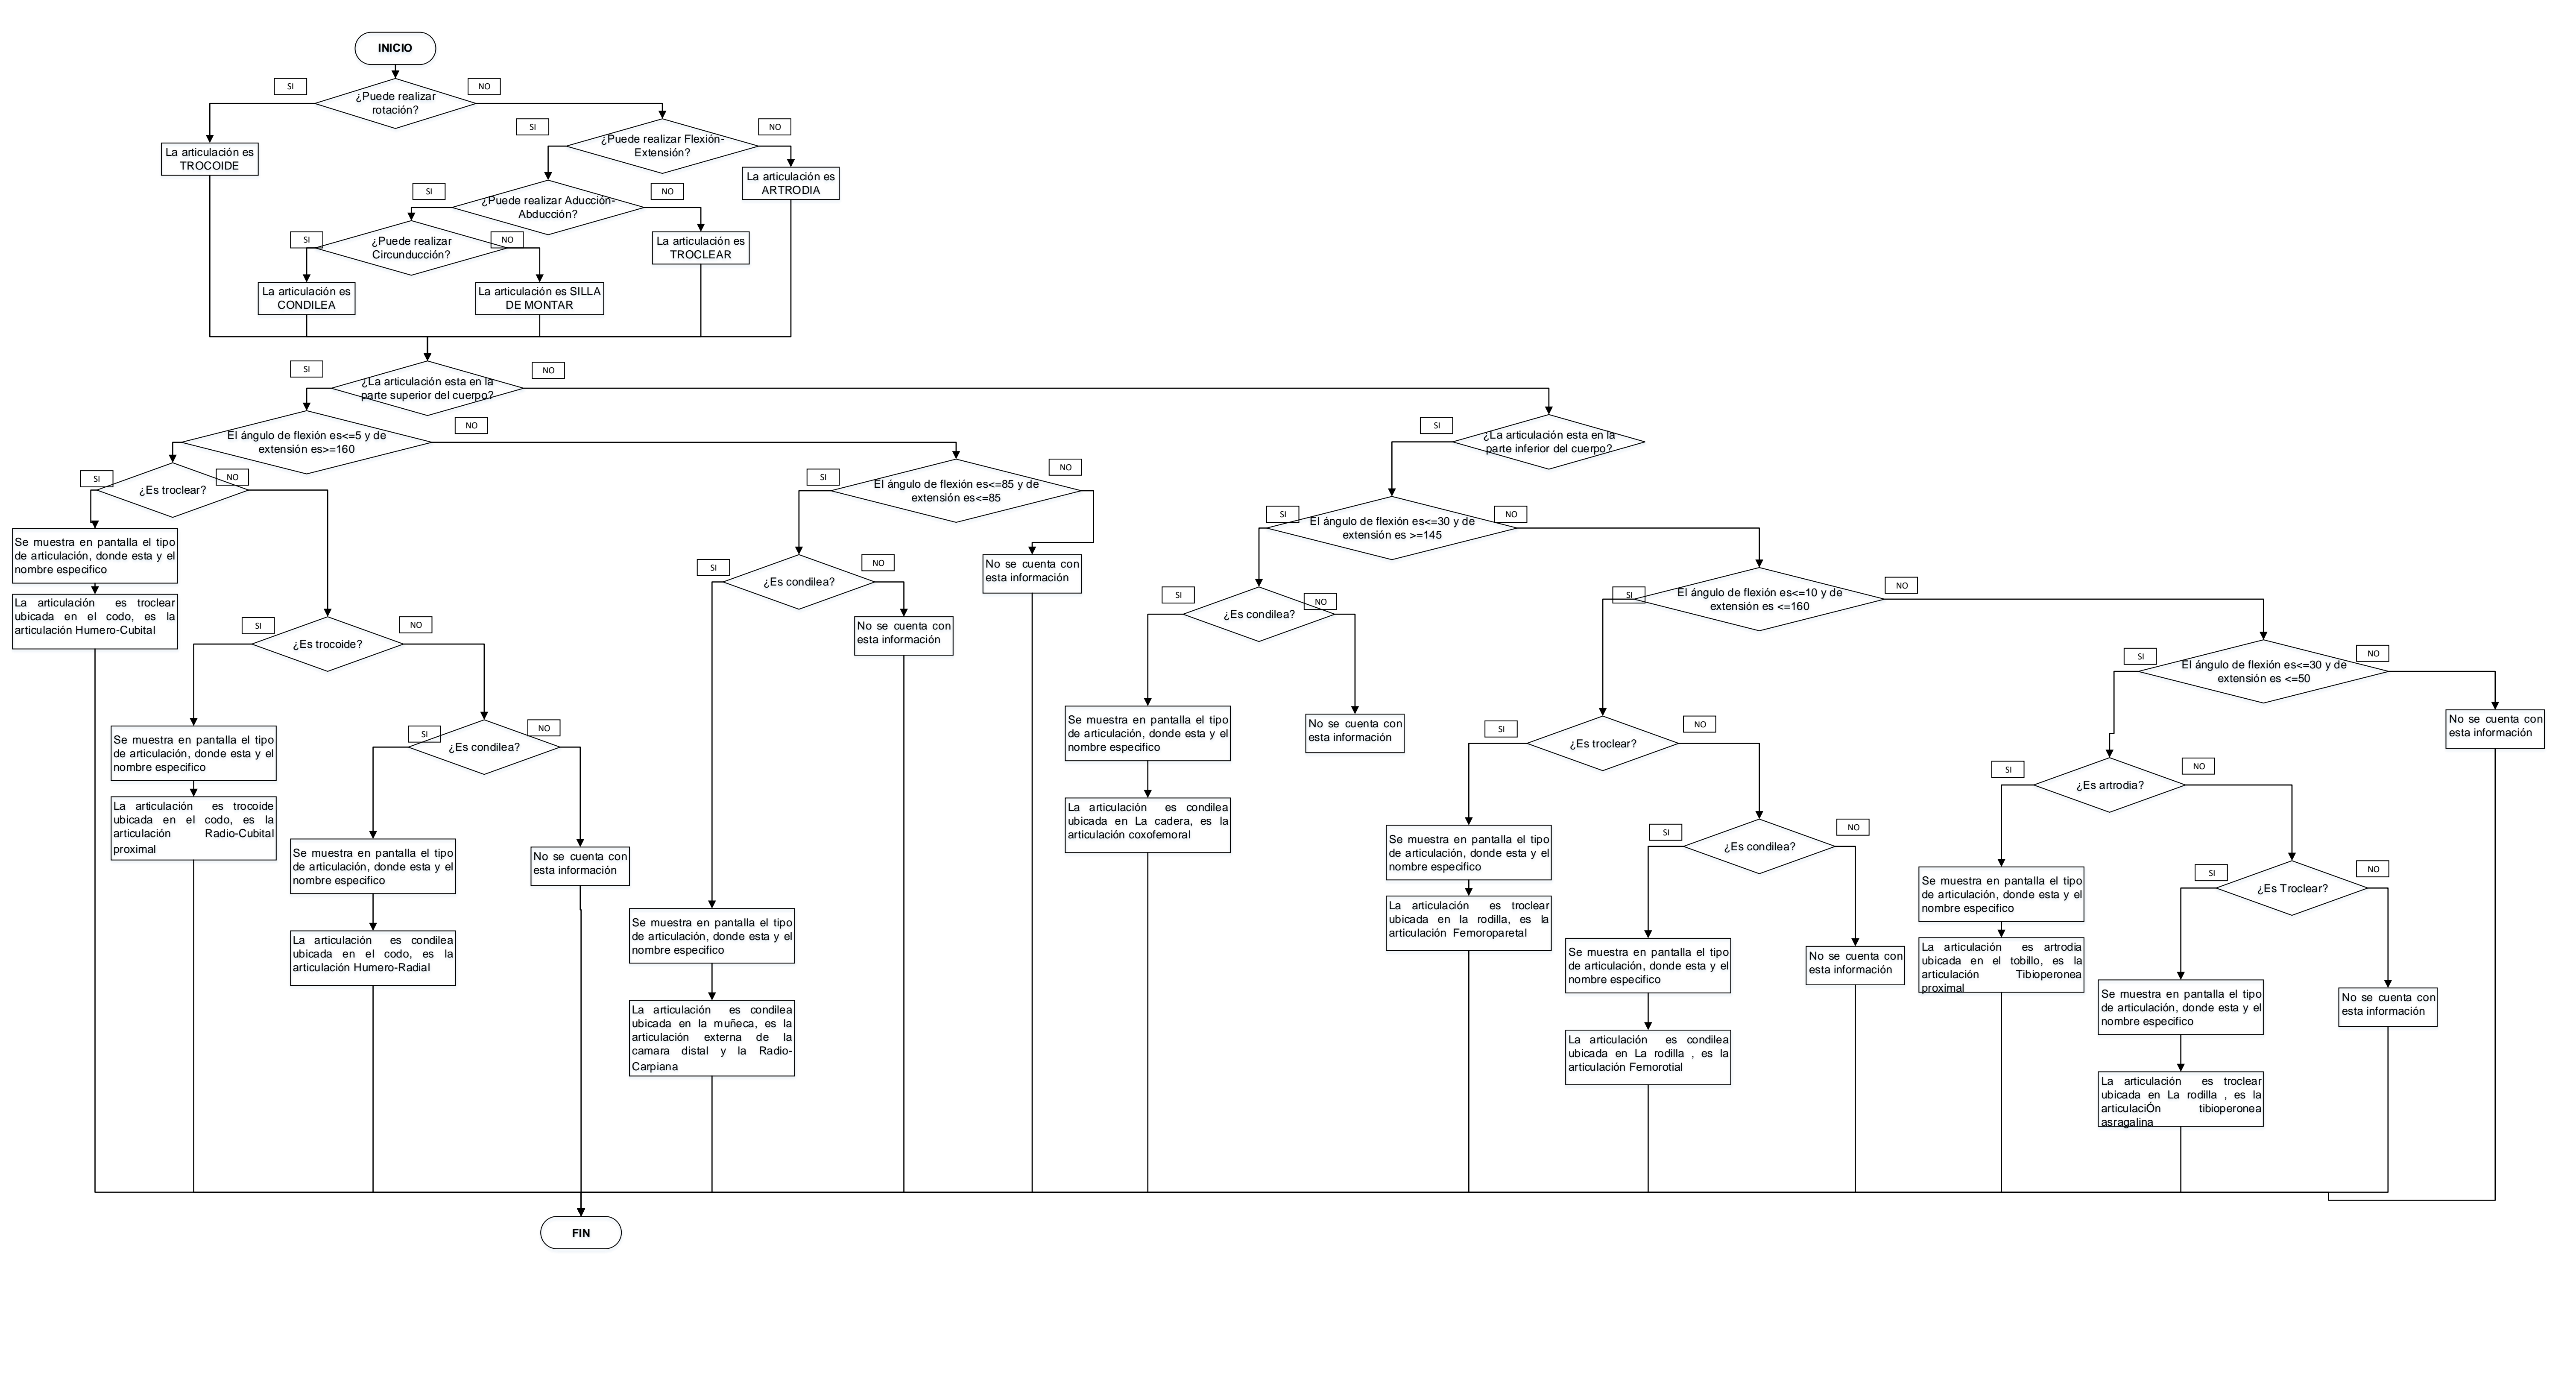 INICIO
SI
NO
¿Puede realizar
rotación?
SI
NO
¿Puede realizar Flexión-
Extensión?
La articulación es
TROCOIDE
La articulación es
ARTRODIA
SI
NO
¿Puede realizar Aducción-
Abducción?
SI
NO
¿Puede realizar
Circunducción?
La articulación es
TROCLEAR
La articulación es
CONDILEA
La articulación es SILLA
DE MONTAR
SI
NO
¿La articulación esta en la
parte superior del cuerpo?
SI
¿La articulación esta en la
parte inferior del cuerpo?
NO
El ángulo de flexión es<=5 y de
extensión es>=160
SI
NO
¿Es troclear?
SI
NO
El ángulo de flexión es<=85 y de
extensión es<=85
SI
NO
El ángulo de flexión es<=30 y de
extensión es >=145
Se muestra en pantalla el tipo
de articulación, donde esta y el
nombre especifico
La articulación es troclear
ubicada en el codo, es la
articulación Humero-Cubital
SI
NO
¿Es trocoide?
SI
NO
¿Es condilea?
No se cuenta con
esta información
No se cuenta con
esta información
SI
NO
¿Es condilea?
SI
NO
El ángulo de flexión es<=10 y de
extensión es <=160
SI
NO
El ángulo de flexión es<=30 y de
extensión es <=50
Se muestra en pantalla el tipo
de articulación, donde esta y el
nombre especifico
La articulación es trocoide
ubicada en el codo, es la
articulación Radio-Cubital
proximal
SI
NO
¿Es condilea?
Se muestra en pantalla el tipo
de articulación, donde esta y el
nombre especifico
La articulación es condilea
ubicada en el codo, es la
articulación Humero-Radial
No se cuenta con
esta información
Se muestra en pantalla el tipo
de articulación, donde esta y el
nombre especifico
La articulación es condilea
ubicada en la muñeca, es la
articulación externa de la
camara distal y la Radio-
Carpiana
Se muestra en pantalla el tipo
de articulación, donde esta y el
nombre especifico
La articulación es condilea
ubicada en La cadera, es la
articulación coxofemoral
No se cuenta con
esta información
SI
NO
¿Es troclear?
Se muestra en pantalla el tipo
de articulación, donde esta y el
nombre especifico
La articulación es troclear
ubicada en la rodilla, es la
articulación Femoroparetal
SI
NO
¿Es condilea?
Se muestra en pantalla el tipo
de articulación, donde esta y el
nombre especifico
La articulación es condilea
ubicada en La rodilla , es la
articulación Femorotial
No se cuenta con
esta información
No se cuenta con
esta información
SI
NO
¿Es artrodia?
Se muestra en pantalla el tipo
de articulación, donde esta y el
nombre especifico
La articulación es artrodia
ubicada en el tobillo, es la
articulación Tibioperonea
proximal
SI
NO
¿Es Troclear?
Se muestra en pantalla el tipo
de articulación, donde esta y el
nombre especifico
La articulación es troclear
ubicada en La rodilla , es la
articulaciÓn tibioperonea
asragalina
No se cuenta con
esta información
FIN